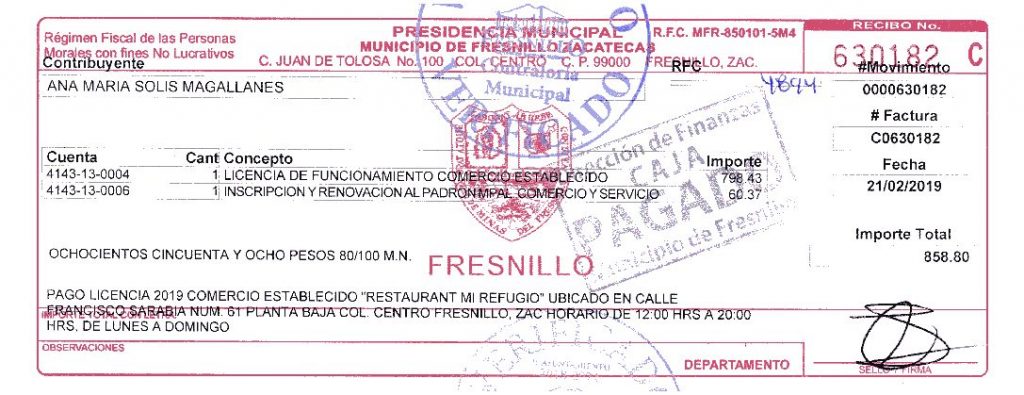 Régimen Fiscal de las Personas
Morales con fines No Lucrativos
PRESIDENCIA MUNICIPAL
MUNICIPIO DE FRESNILLO ZACATECAS
C. JUAN DE TOLOSA No. 100 COL. CENTRO C. P. 99000 FRESNILLO, ZAC.
R.F.C. MFR-850101-5M4
RECIBO No.
630182 C
Contribuyente
RFC
#Movimiento
ANA MARIA SOLIS MAGALLANES
4844
0000630182
# Factura
C0630182
Contraloría
Municipal
Cuenta Cant Concepto Importe
Fecha
4143-13-0004 1 LICENCIA DE FUNCIONAMIENTO COMERCIO ESTABLECIDO 798.43
4143-13-0006 1 INSCRIPCION Y RENOVACION AL PADRON MPAL. COMERCIO Y SERVICIO 60.37
21/02/2019
Dirección de Finanzas
CAJA
PAGADO
Municipio de Fresnillo
Importe Total
858.80
OCHOCIENTOS CINCUENTA Y OCHO PESOS 80/100 M.N.
FRESNILLO
PAGO LICENCIA 2019 COMERCIO ESTABLECIDO "RESTAURANT MI REFUGIO" UBICADO EN CALLE
FRANCISCO SARABIA NUM. 61 PLANTA BAJA COL. CENTRO FRESNILLO, ZAC HORARIO DE 12:00 HRS A 20:00
HRS. DE LUNES A DOMINGO
IMPORTE TOTAL CON LETRA
OBSERVACIONES
DEPARTAMENTO
SELLO Y FIRMA